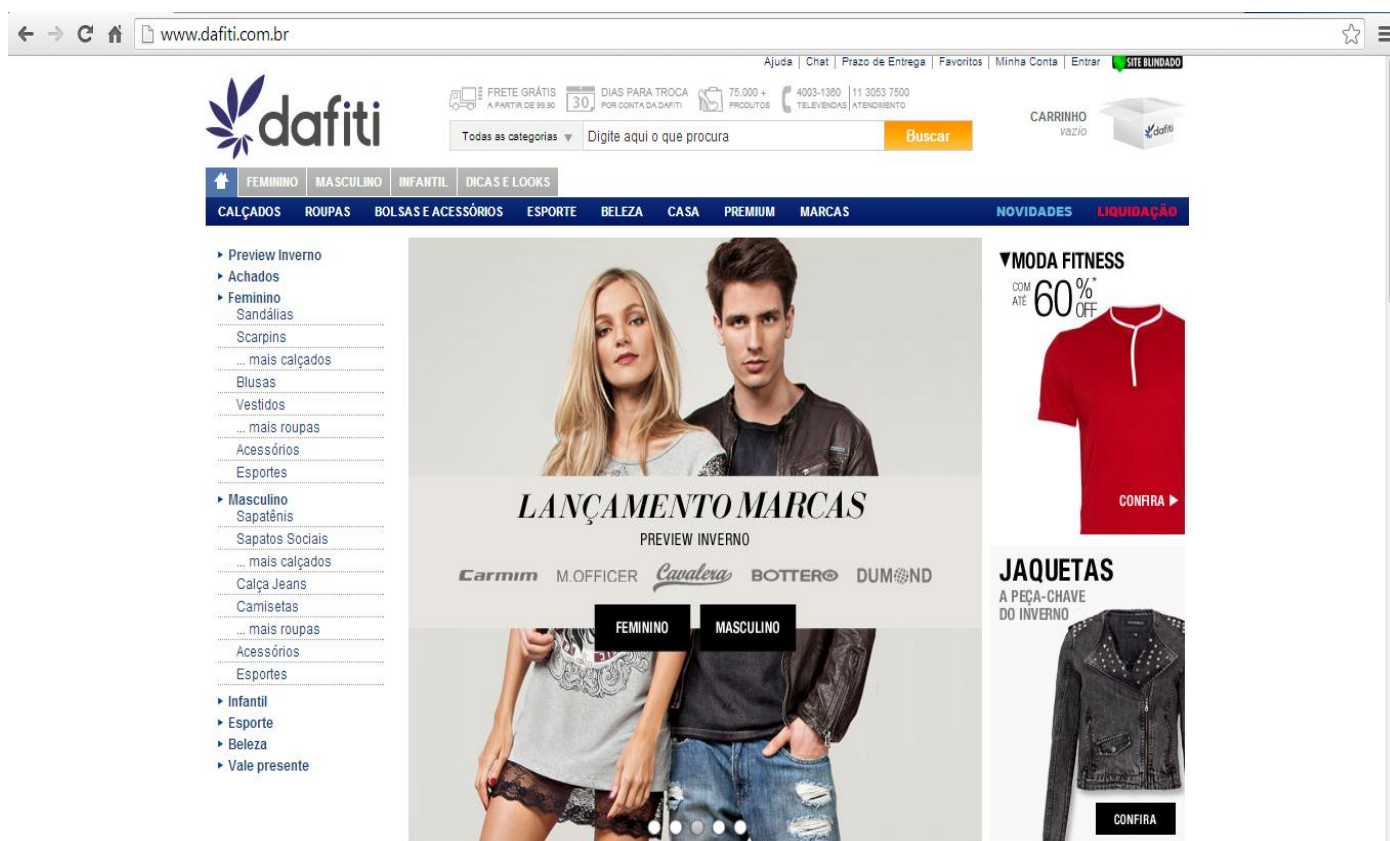 www.dafiti.com.br
Ajuda | Chat | Prazo de Entrega | Favoritos | Minha Conta | Entrar SITE BLINDADO
dafiti
FRETE GRÁTIS
A PARTIR DE 99,90
30
DIAS PARA TROCA
POR CONTA DA DAFITI
75.000 +
PRODUTOS
4003-1360 | 11 3053 7500
TELEVENDAS | ATENDIMENTO
CARRINHO
vazio
dafiti
Todas as categorias Digite aqui o que procura Buscar
FEMININO MASCULINO INFANTIL DICAS E LOOKS
CALÇADOS ROUPAS BOLSAS E ACESSÓRIOS ESPORTE BELEZA CASA PREMIUM MARCAS NOVIDADES LIQUIDAÇÃO
Preview Inverno
Achados
Feminino
Sandálias
Scarpins
... mais calçados
Blusas
Vestidos
... mais roupas
Acessórios
Esportes
Masculino
Sapatênis
Sapatos Sociais
... mais calçados
Calça Jeans
Camisetas
... mais roupas
Acessórios
Esportes
Infantil
Esporte
Beleza
Vale presente
LANÇAMENTO MARCAS
PREVIEW INVERNO
Carmim M.OFFICER Cavalera BOTTERO DUMOND
FEMININO MASCULINO
MODA FITNESS
COM ATÉ 60%* OFF
CONFIRA
JAQUETAS
A PEÇA-CHAVE
DO INVERNO
CONFIRA